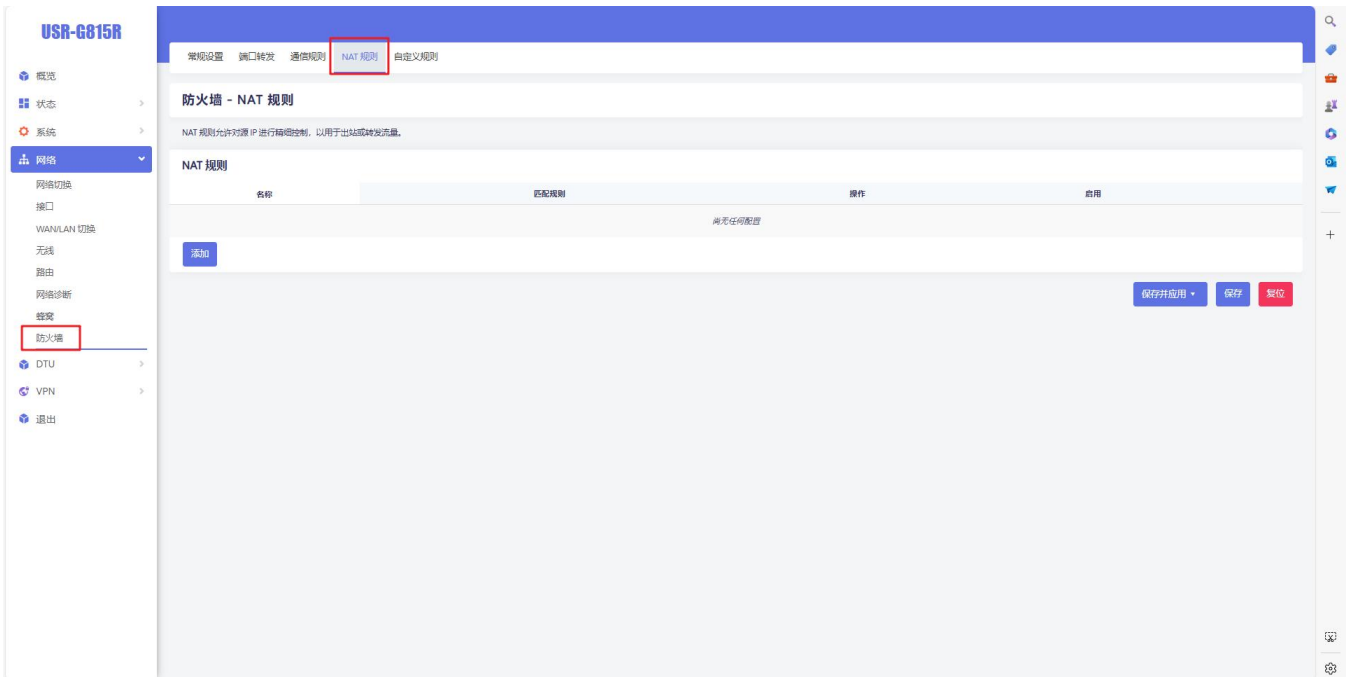 USR-G815R
概览
状态
系统
网络
网络切换
接口
WAN/LAN 切换
无线
路由
网络诊断
蜂窝
防火墙
DTU
VPN
退出
常规设置 端口转发 通信规则 NAT 规则 自定义规则
防火墙 - NAT 规则
NAT 规则允许对源 IP 进行精细控制，以用于出站或转发流量。
NAT 规则
名称 匹配规则 操作 启用
尚无任何配置
添加
保存并应用 保存 复位